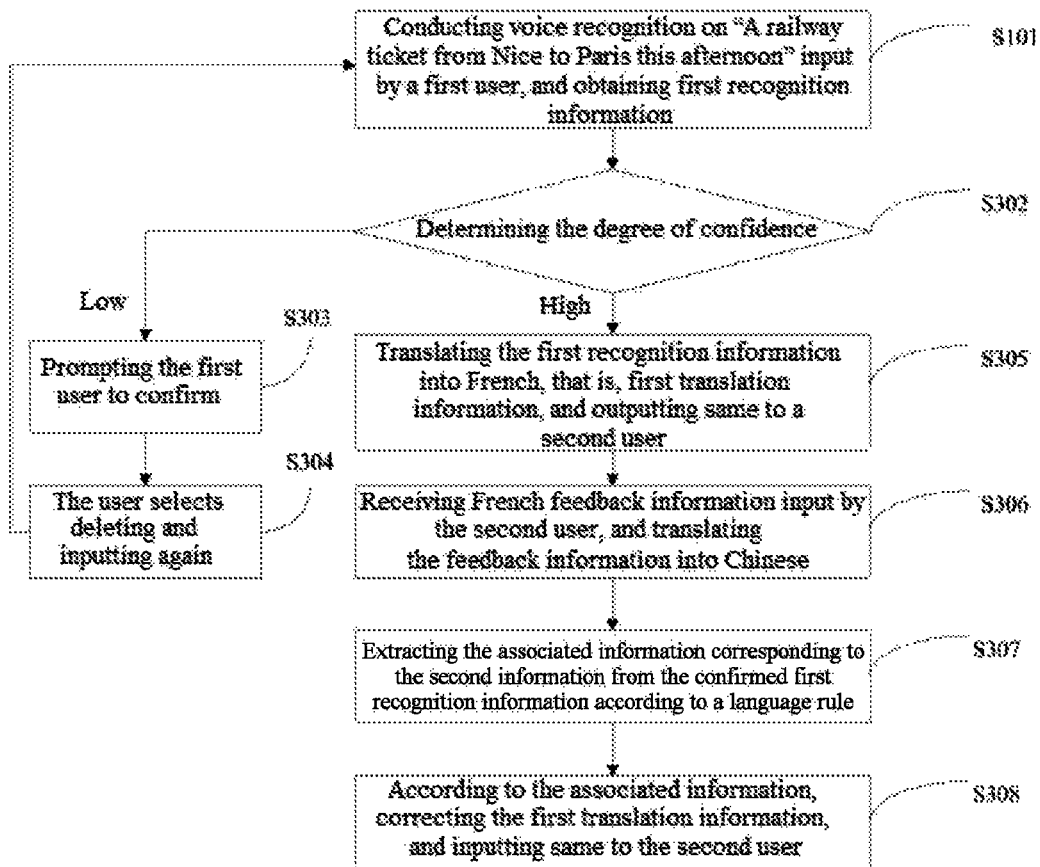 Conducting voice recognition on “A railway
ticket from Nice to Paris this afternoon” input
by a first user, and obtaining first recognition
information
S101
Determining the degree of confidence
S302
Low
High
S303
Prompting the first
user to confirm
Translating the first recognition information
into French, that is, first translation
information, and outputting same to a
second user
S305
S304
The user selects
deleting and
inputting again
Receiving French feedback information input by
the second user, and translating
the feedback information into Chinese
S306
Extracting the associated information corresponding to
the second information from the confirmed first
recognition information according to a language rule
S307
According to the associated information,
correcting the first translation information,
and inputting same to the second user
S308